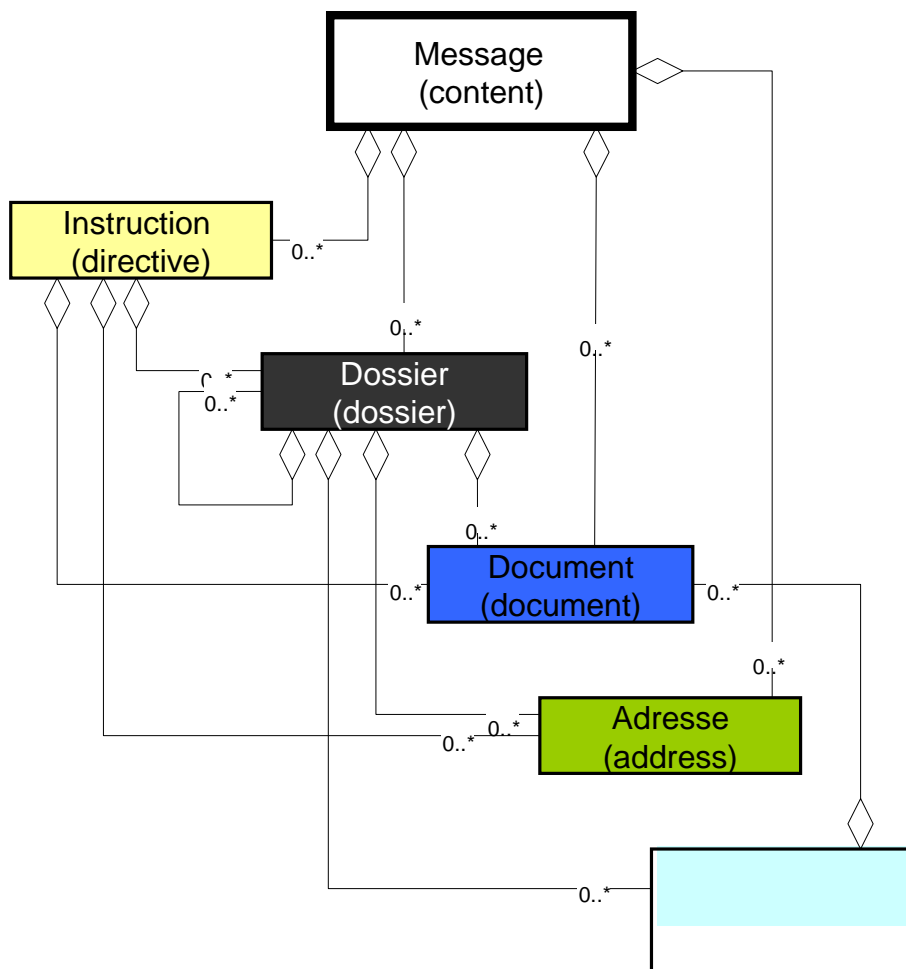 Message
(content)
Instruction
(directive)
0..*
0..*
0..*
0..*
Dossier
(dossier)
0..*
0..*
Document
(document)
0..*
0..*
0..*
Adresse
(address)
0..*
0..*
0..*